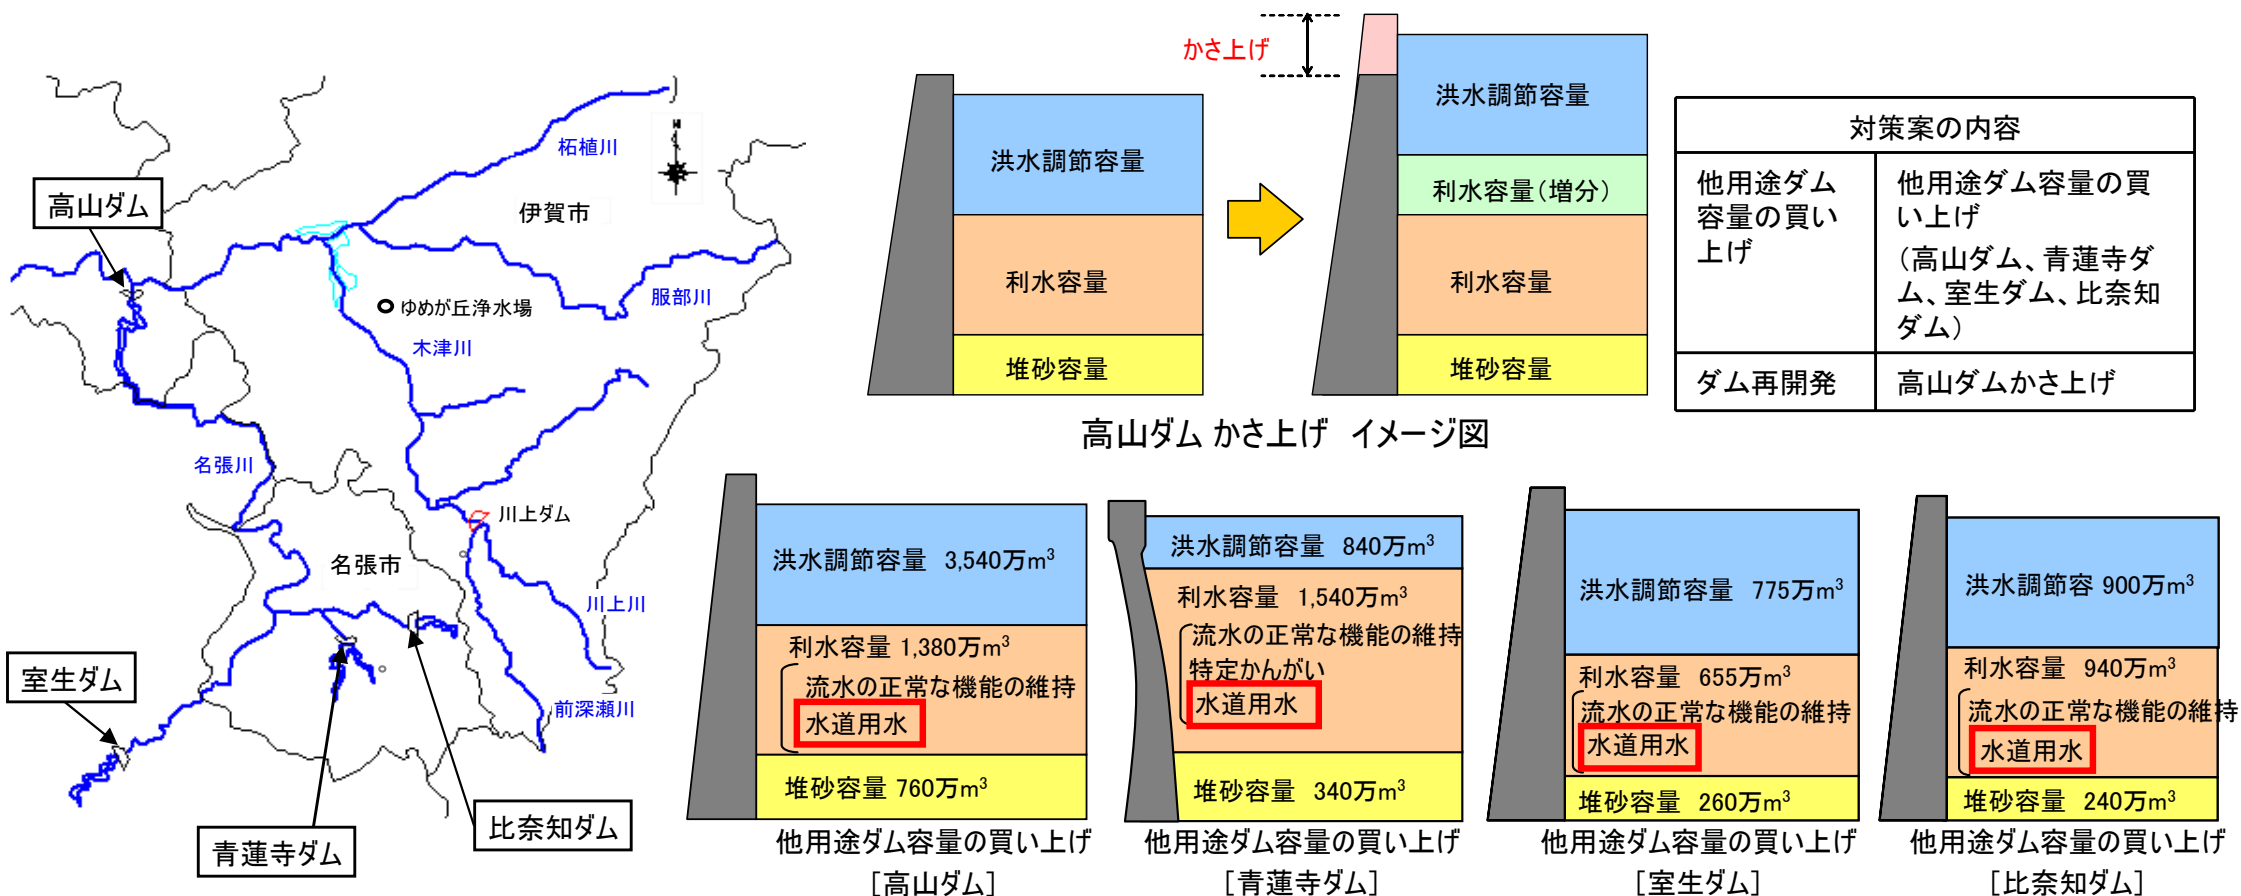 高山ダム
柘植川
N
伊賀市
ゆめが丘浄水場
服部川
木津川
名張川
川上ダム
名張市
川上川
前深瀬川
室生ダム
青蓮寺ダム
比奈知ダム
かさ上げ
洪水調節容量
利水容量
堆砂容量
洪水調節容量
利水容量（増分）
利水容量
堆砂容量
高山ダム かさ上げ イメージ図
対策案の内容
他用途ダム
容量の買い
上げ
他用途ダム容量の買
い上げ
（高山ダム、青蓮寺ダ
ム、室生ダム、比奈知
ダム）
ダム再開発
高山ダムかさ上げ
洪水調節容量 3,540万m³
利水容量 1,380万m³
流水の正常な機能の維持
水道用水
堆砂容量 760万m³
他用途ダム容量の買い上げ
［高山ダム］
洪水調節容量 840万m³
利水容量 1,540万m³
流水の正常な機能の維持
特定かんがい
水道用水
堆砂容量 340万m³
他用途ダム容量の買い上げ
［青蓮寺ダム］
洪水調節容量 775万m³
利水容量 655万m³
流水の正常な機能の維持
水道用水
堆砂容量 260万m³
他用途ダム容量の買い上げ
［室生ダム］
洪水調節容 900万m³
利水容量 940万m³
流水の正常な機能の維持
水道用水
堆砂容量 240万m³
他用途ダム容量の買い上げ
［比奈知ダム］